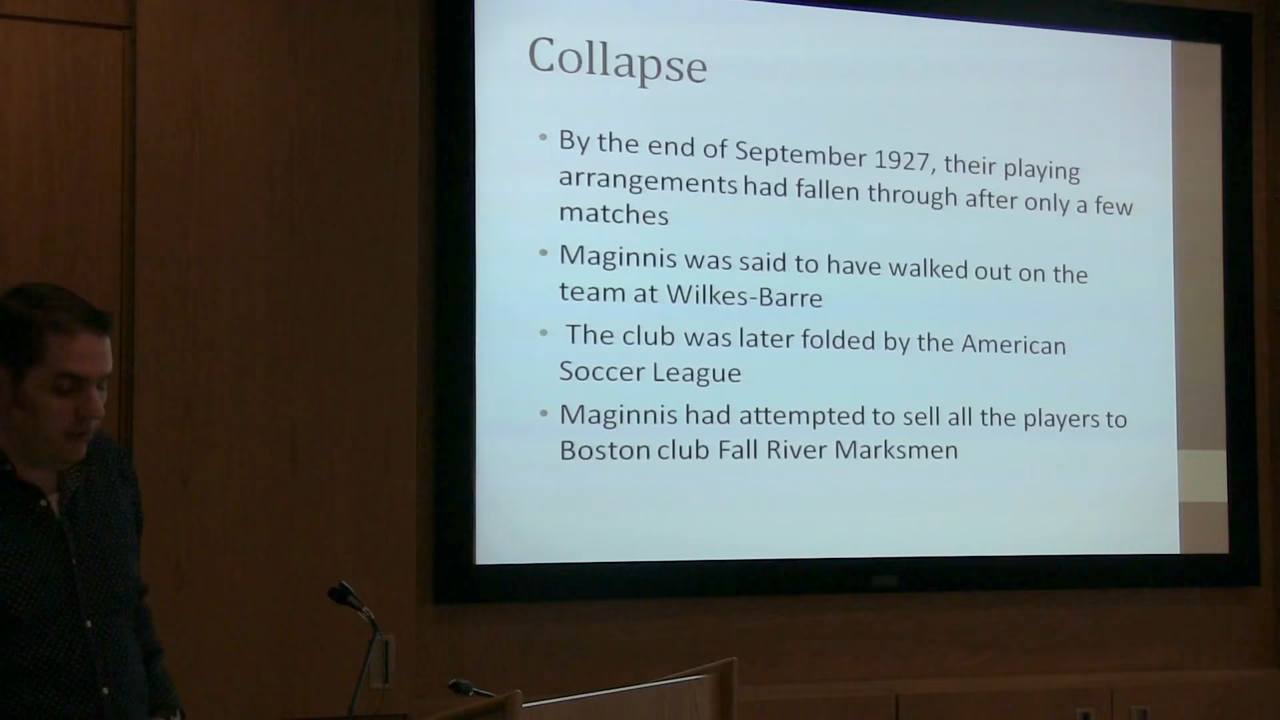 Collapse
• By the end of September 1927, their playing
arrangements had fallen through after only a few
matches
• Maginnis was said to have walked out on the
team at Wilkes-Barre
• The club was later folded by the American
Soccer League
• Maginnis had attempted to sell all the players to
Boston club Fall River Marksmen